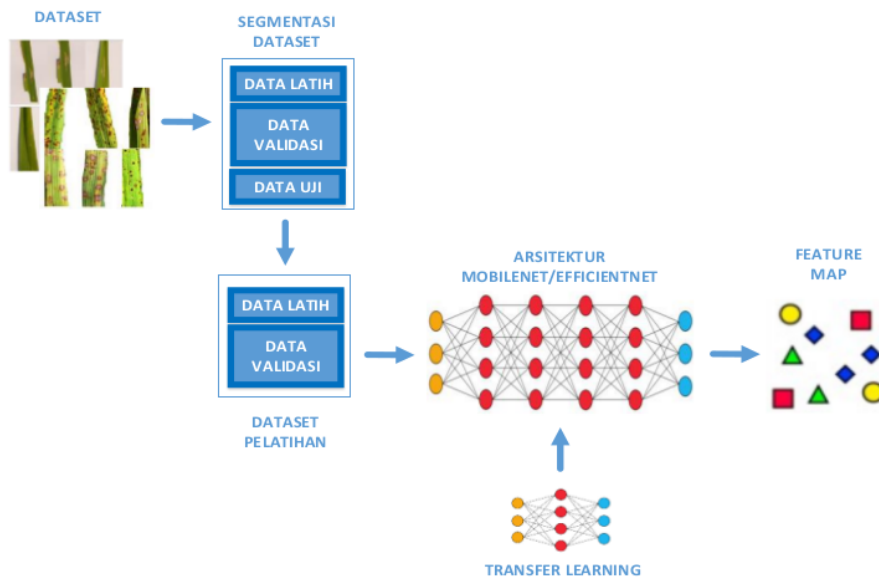 DATASET
SEGMENTASI
DATASET
DATA LATIH
DATA
VALIDASI
DATA UJI
DATA LATIH
DATA
VALIDASI
DATASET
PELATIHAN
ARSITEKTUR
MOBILENET/EFFICIENTNET
FEATURE
MAP
TRANSFER LEARNING